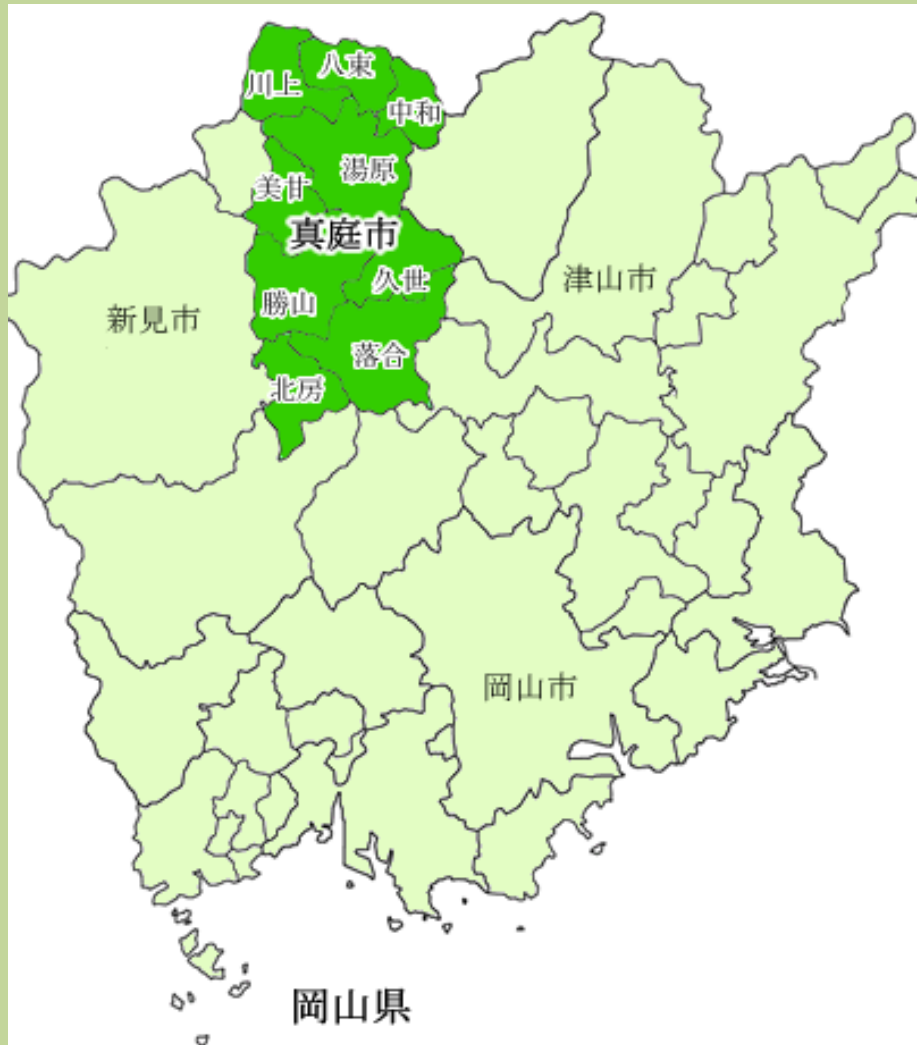 八束
川上
中和
湯原
美甘
真庭市
久世
津山市
勝山
新見市
落合
北房
岡山市
岡山県